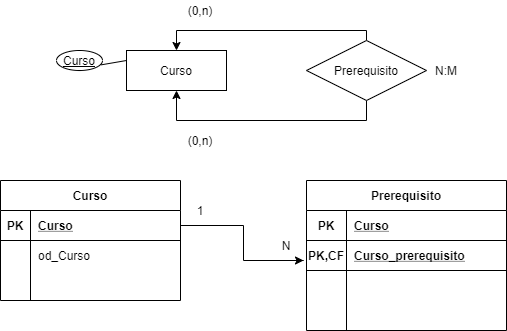 (0,n)
Curso
Curso
Prerequisito
N:M
(0,n)
Curso
PK
Curso
od_Curso
1
N
Prerequisito
PK
Curso
PK,CF
Curso_prerequisito